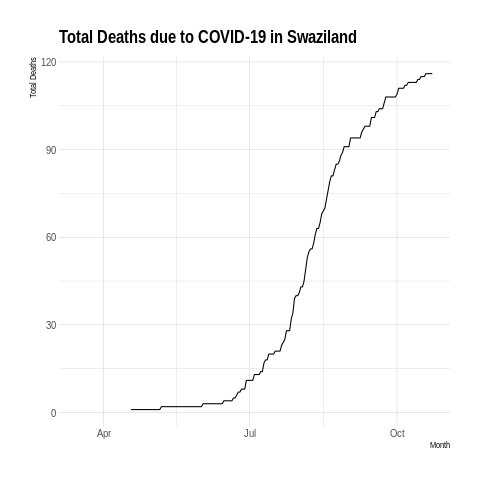 Total Deaths due to COVID-19 in Swaziland
Total Deaths
120
90
60
30
0
Apr
Jul
Oct
Month